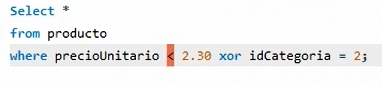 Select *
from producto
where precioUnitario < 2.30 xor idCategoria = 2;